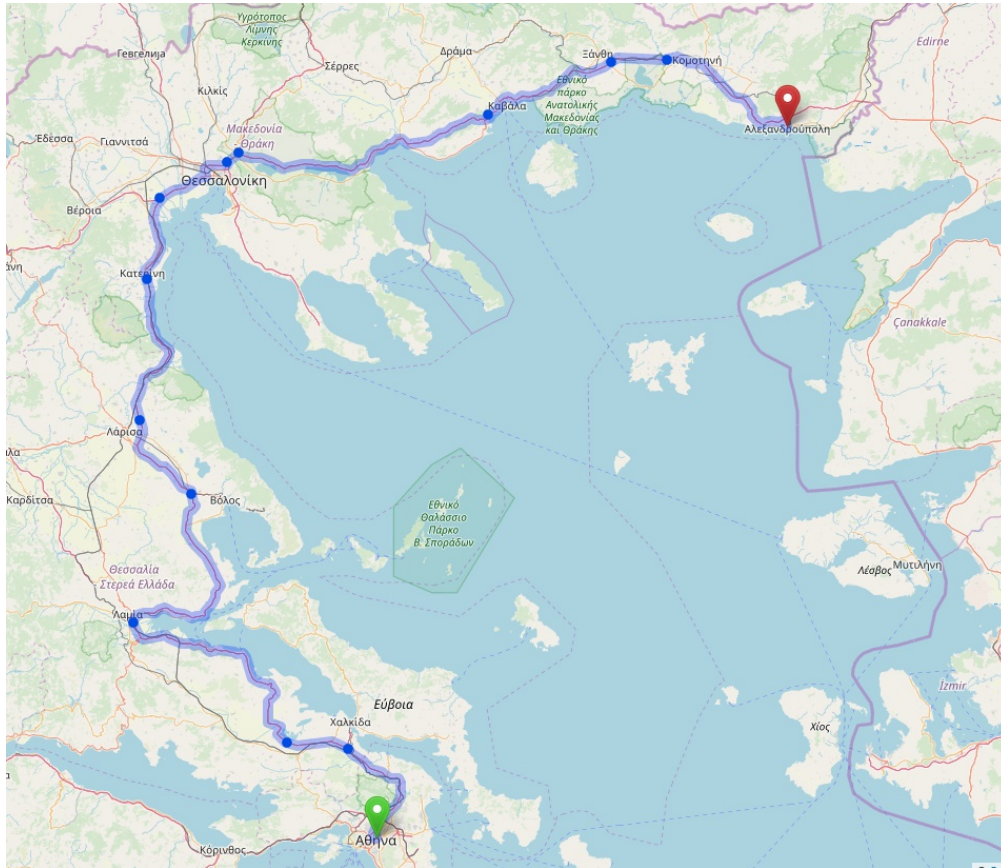 Υγρότοπος
Λίμνης
Κερκίνης
Гевгелија
Δράμα
Ξάνθη
Κομοτηνή
Edirne
Σέρρες
Κιλκίς
Καβάλα
Εθνικό
πάρκο
Ανατολικής
Μακεδονίας
και Θράκης
Αλεξανδρούπολη
Έδεσσα
Γιαννιτσά
Μακεδονία
- Θράκη
Θεσσαλονίκη
Βέροια
Κατερίνη
Çanakkale
Λάρισα
Καρδίτσα
Βόλος
Εθνικό
Θαλάσσιο
Πάρκο
Β. Σποράδων
Θεσσαλία
- Στερεά Ελλάδα
Λέσβος
Μυτιλήνη
Λαμία
Εύβοια
Χαλκίδα
Χίος
İzmir
Αθήνα
Κόρινθος